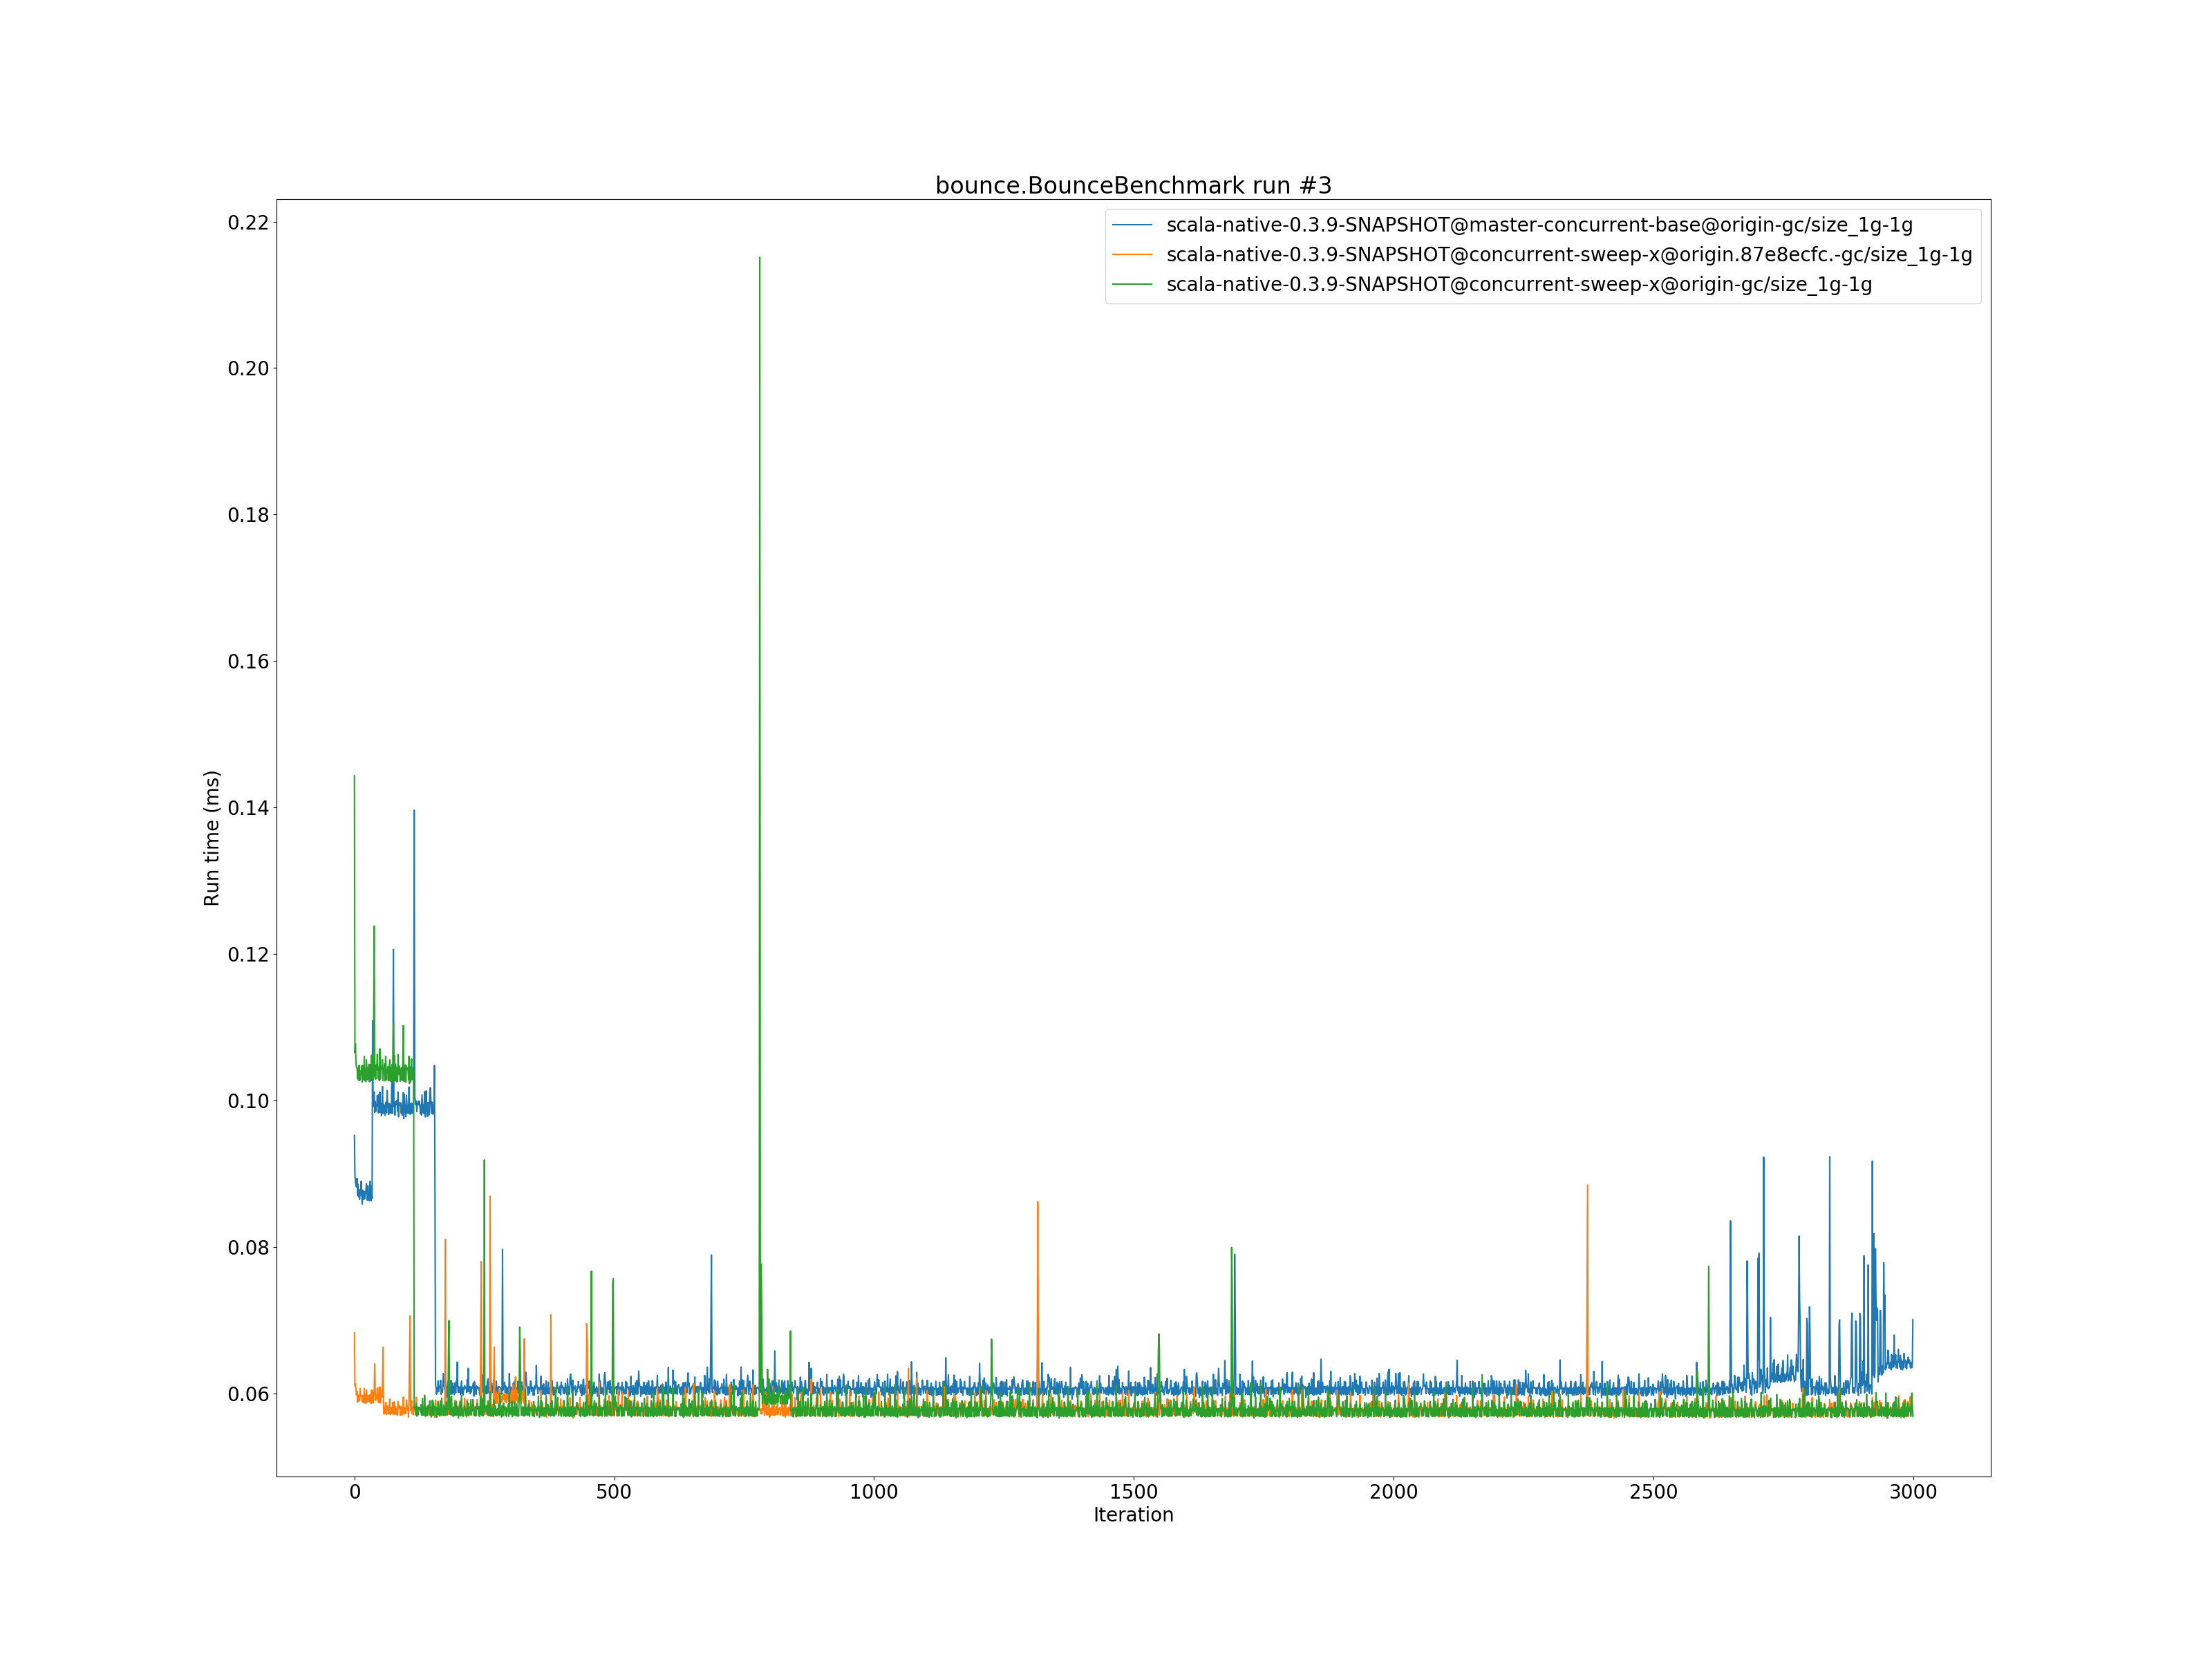 bounce.BounceBenchmark run #3
scala-native-0.3.9-SNAPSHOT@master-concurrent-base@origin-gc/size_1g-1g
scala-native-0.3.9-SNAPSHOT@concurrent-sweep-x@origin.87e8ecfc.-gc/size_1g-1g
scala-native-0.3.9-SNAPSHOT@concurrent-sweep-x@origin-gc/size_1g-1g
0.22
0.20
0.18
0.16
0.14
0.12
0.10
0.08
0.06
Run time (ms)
0 500 1000 1500 2000 2500 3000
Iteration